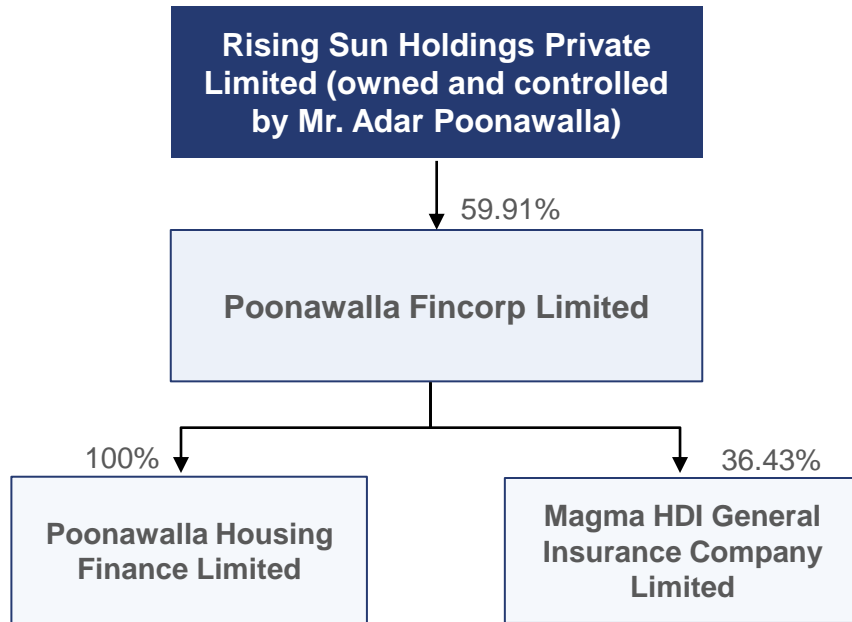 Rising Sun Holdings Private
Limited (owned and controlled
by Mr. Adar Poonawalla)
59.91%
Poonawalla Fincorp Limited
100%
36.43%
Poonawalla Housing
Finance Limited
Magma HDI General
Insurance Company
Limited